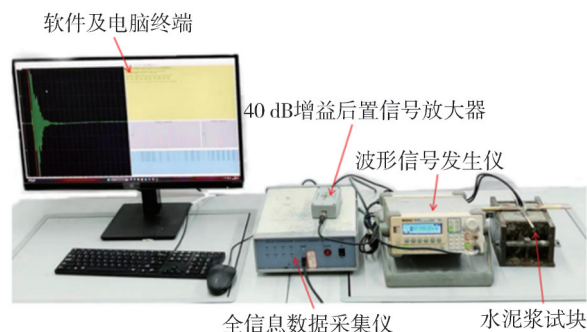 软件及电脑终端
40 dB增益后置信号放大器
波形信号发生仪
全信息数据采集仪
水泥浆试块